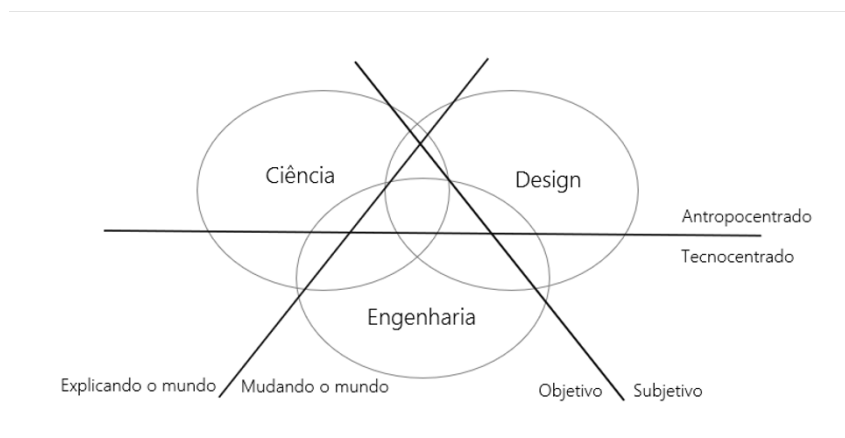 Ciência
Design
Antropocentrado
Tecnocentrado
Engenharia
Explicando o mundo
Mudando o mundo
Objetivo
Subjetivo